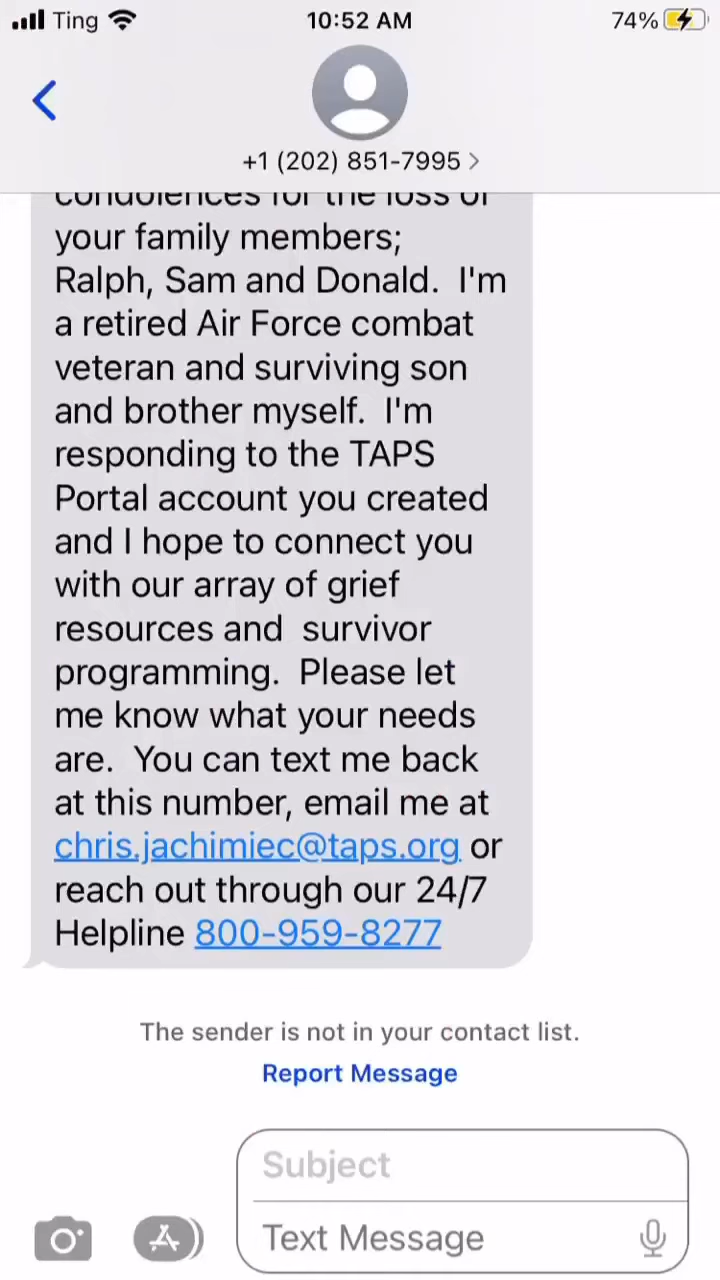 Ting
10:52 AM
74%
+1 (202) 851-7995
condolences for the loss of
your family members;
Ralph, Sam and Donald.  I'm
a retired Air Force combat
veteran and surviving son
and brother myself.  I'm
responding to the TAPS
Portal account you created
and I hope to connect you
with our array of grief
resources and  survivor
programming.  Please let
me know what your needs
are.  You can text me back
at this number, email me at
chris.jachimiec@taps.org or
reach out through our 24/7
Helpline 800-959-8277
The sender is not in your contact list.
Report Message
Subject
Text Message